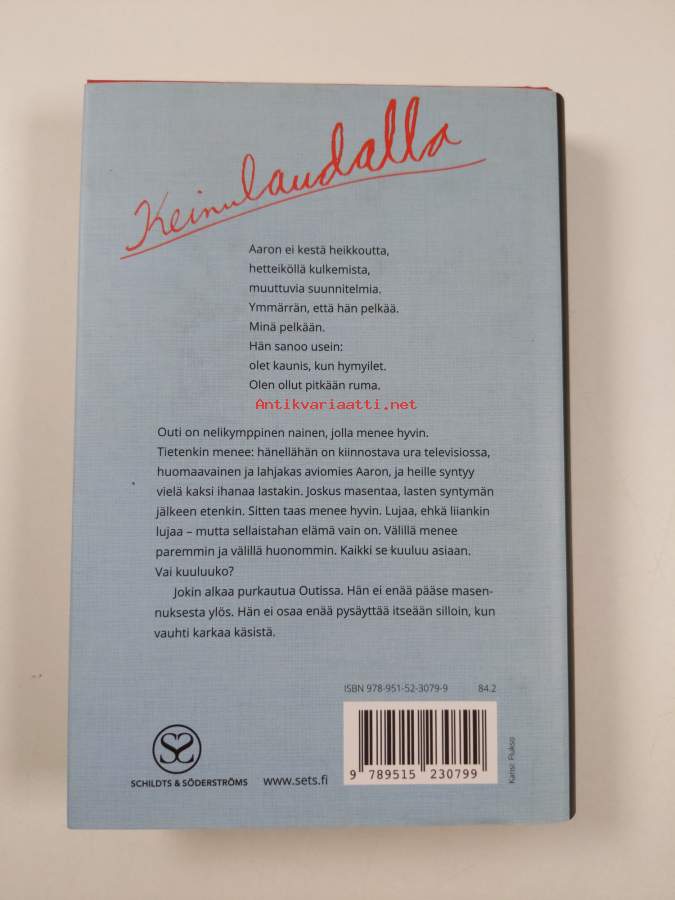 Keinulaudalla
Aaron ei kestä heikkoutta,
hetteiköllä kulkemista,
muuttuvia suunnitelmia.
Ymmärrän, että hän pelkää.
Minä pelkään.
Hän sanoo usein:
olet kaunis, kun hymyilet.
Olen ollut pitkään ruma.
Antikvariaatti.net
Outi on nelikymppinen nainen, jolla menee hyvin.
Tietenkin menee: hänellähän on kiinnostava ura televisiossa,
huomaavainen ja lahjakas aviomies Aaron, ja heille syntyy
vielä kaksi ihanaa lastakin. Joskus masentaa, lasten syntymän
jälkeen etenkin. Sitten taas menee hyvin. Lujaa, ehkä liiankin
lujaa – mutta sellaistahan elämä vain on. Välillä menee
paremmin ja välillä huonommin. Kaikki se kuuluu asiaan.
Vai kuuluuko?
Jokin alkaa purkautua Outissa. Hän ei enää pääse masen-
nuksesta ylös. Hän ei osaa enää pysäyttää itseään silloin, kun
vauhti karkaa käsistä.
ISBN 978-951-52-3079-9 84.2
9 789515 230799
Kansi: Flukso
SCHILDTS & SÖDERSTRÖMS
www.sets.fi